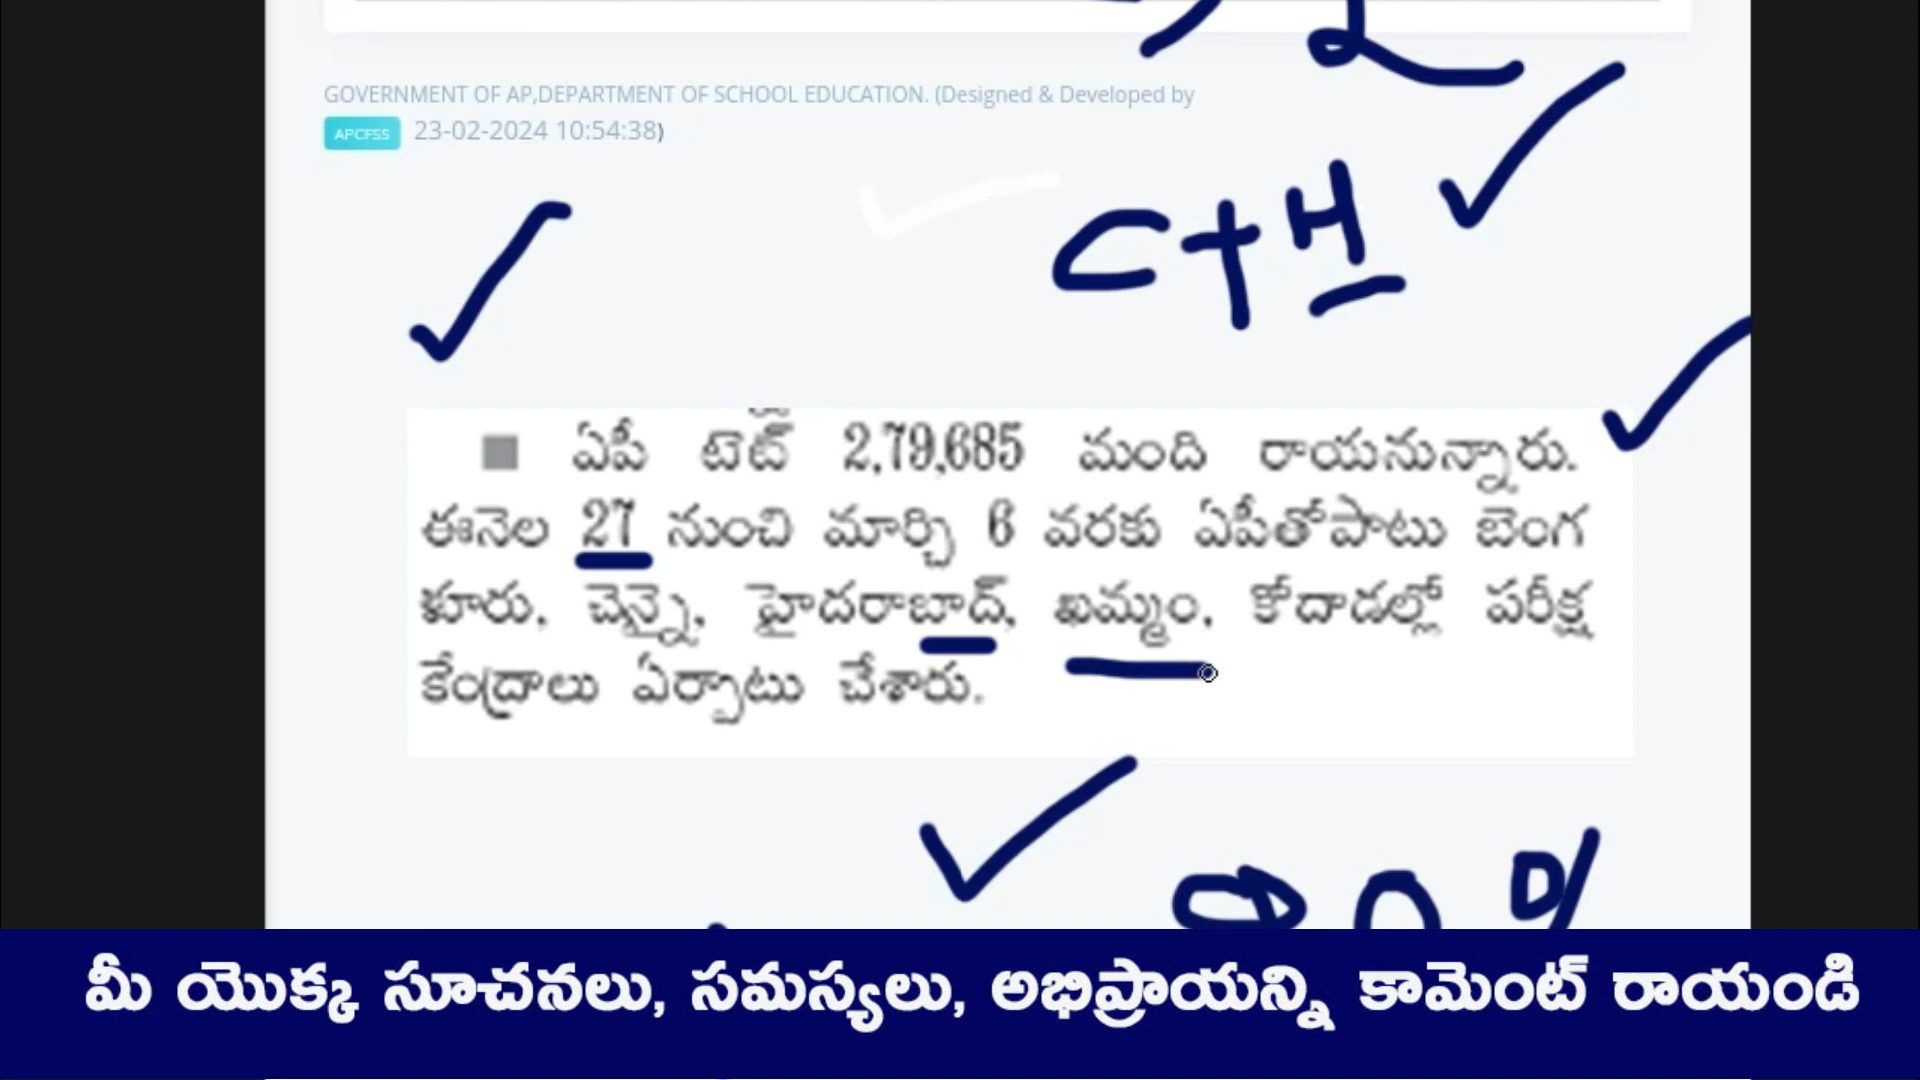 GOVERNMENT OF AP,DEPARTMENT OF SCHOOL EDUCATION. (Designed & Developed by
APCFSS 23-02-2024 10:54:38)
C+H
■ ఏపీ టెట్ 2,79,685 మంది రాయనున్నారు.
ఈనెల 27 నుంచి మార్చి 6 వరకు ఏపీతోపాటు బెంగ
ళూరు, చెన్నై, హైదరాబాద్, ఖమ్మం, కోదాడల్లో పరీక్ష
కేంద్రాలు ఏర్పాటు చేశారు.
మీ యొక్క సూచనలు, సమస్యలు, అభిప్రాయన్ని కామెంట్ రాయండి